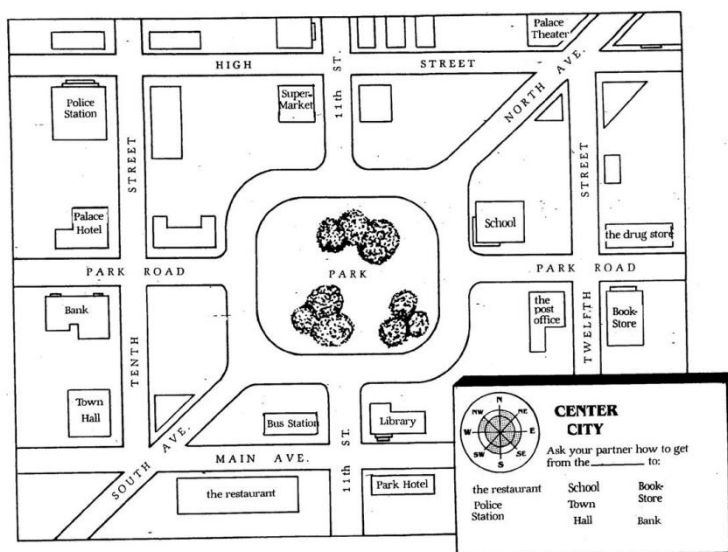 Palace
Theater
HIGH STREET
11th ST.
NORTH AVE.
Police
Station
Super-
Market
STREET
STREET
Palace
Hotel
School
the drug store
PARK ROAD
PARK
PARK ROAD
Bank
the
post
office
Book-
Store
TENTH
TWELFTH
Town
Hall
Bus Station
Library
SOUTH AVE.
MAIN AVE.
11th ST.
the restaurant
Park Hotel
N
NW
NE
W
E
SW
SE
S
CENTER
CITY
Ask your partner how to get
from the __________ to:
the restaurant
School
Book-
Store
Police
Station
Town
Hall
Bank